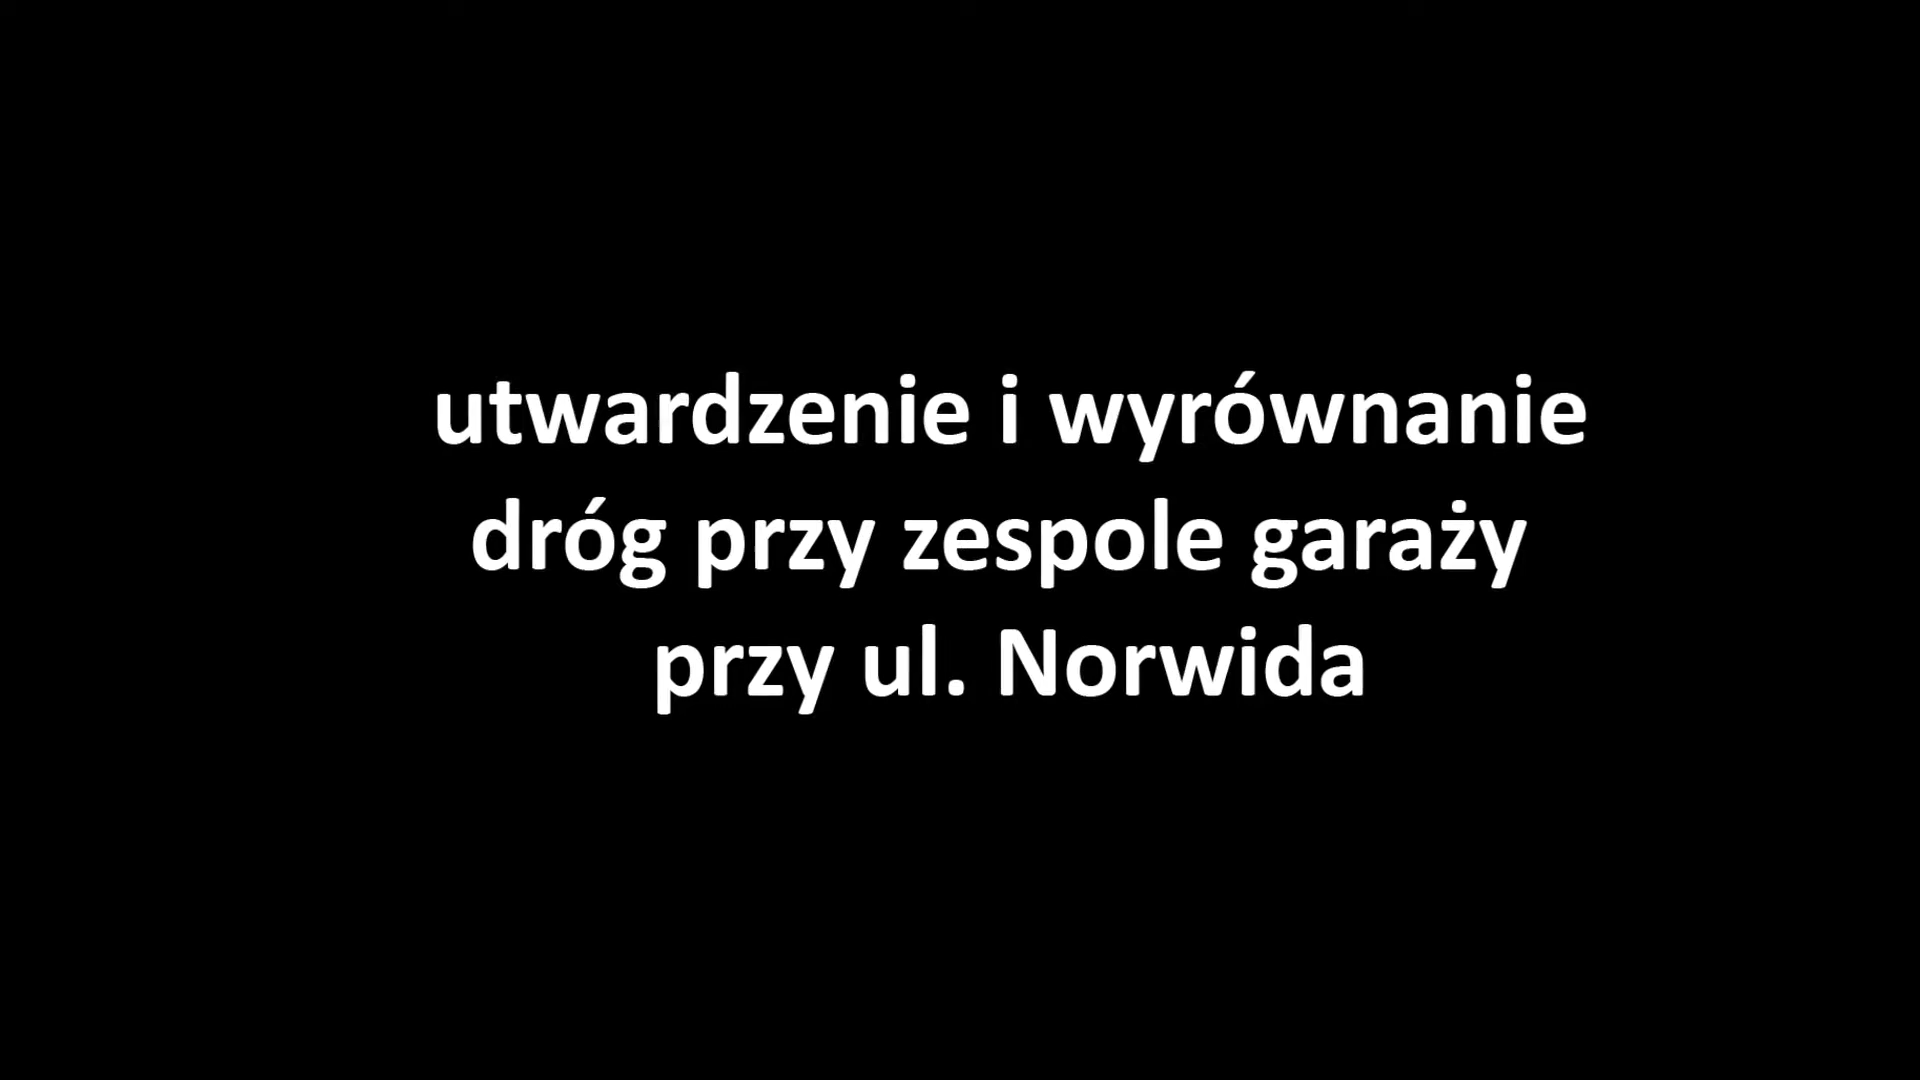 utwardzenie i wyrównanie
dróg przy zespole garaży
przy ul. Norwida